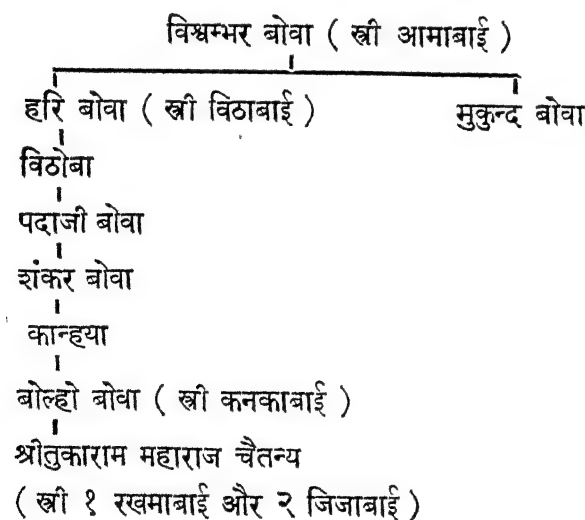 विश्वम्भर बोवा ( स्त्री आमाबाई )
हरि बोवा ( स्त्री विठाबाई ) मुकुन्द बोवा
विठोबा
पदाजी बोवा
शंकर बोवा
कान्हया
बोल्हो बोवा ( स्त्री कनकाबाई )
श्रीतुकाराम महाराज चैतन्य
( स्त्री १ रखमाबाई और २ जिजाबाई )